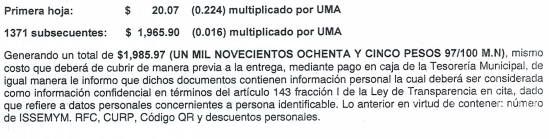 Primera hoja: $ 20.07 (0.224) multiplicado por UMA
1371 subsecuentes: $ 1,965.90 (0.016) multiplicado por UMA
Generando un total de $1,985.97 (UN MIL NOVECIENTOS OCHENTA Y CINCO PESOS 97/100 M.N), mismo
costo que deberá de cubrir de manera previa a la entrega, mediante pago en caja de la Tesorería Municipal, de
igual manera le informo que dichos documentos contienen información personal la cual deberá ser considerada
como información confidencial en términos del artículo 143 fracción I de la Ley de Transparencia en cita, dado
que refiere a datos personales concernientes a persona identificable. Lo anterior en virtud de contener: número
de ISSEMYM. RFC, CURP, Código QR y descuentos personales.